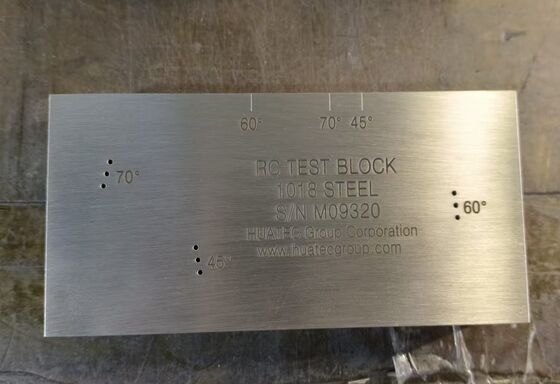 60° 70° 45°
RC TEST BLOCK
70°
1018 STEEL
S/N M09320
60°
HUATEC Group Corporation
www.huatecgroup.com
45°